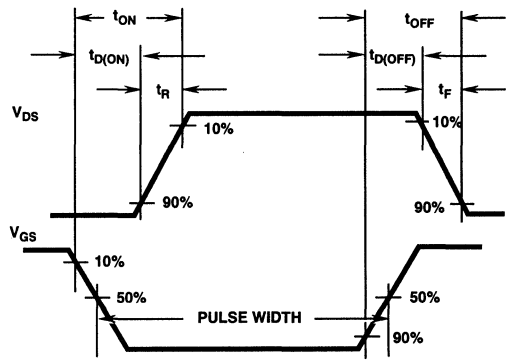 tON
tOFF
tD(ON)
tD(OFF)
tR
tF
VDS
10%
10%
90%
90%
VGS
10%
50%
50%
PULSE WIDTH
90%